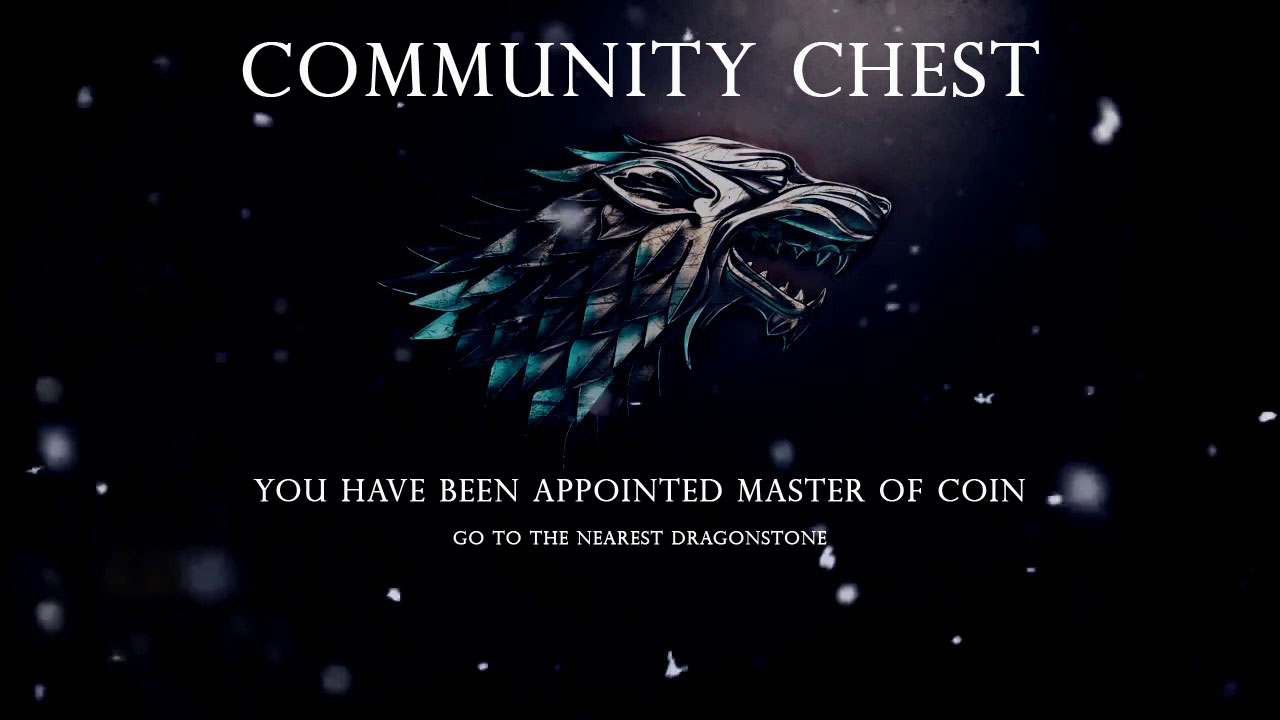 COMMUNITY CHEST
YOU HAVE BEEN APPOINTED MASTER OF COIN
GO TO THE NEAREST DRAGONSTONE